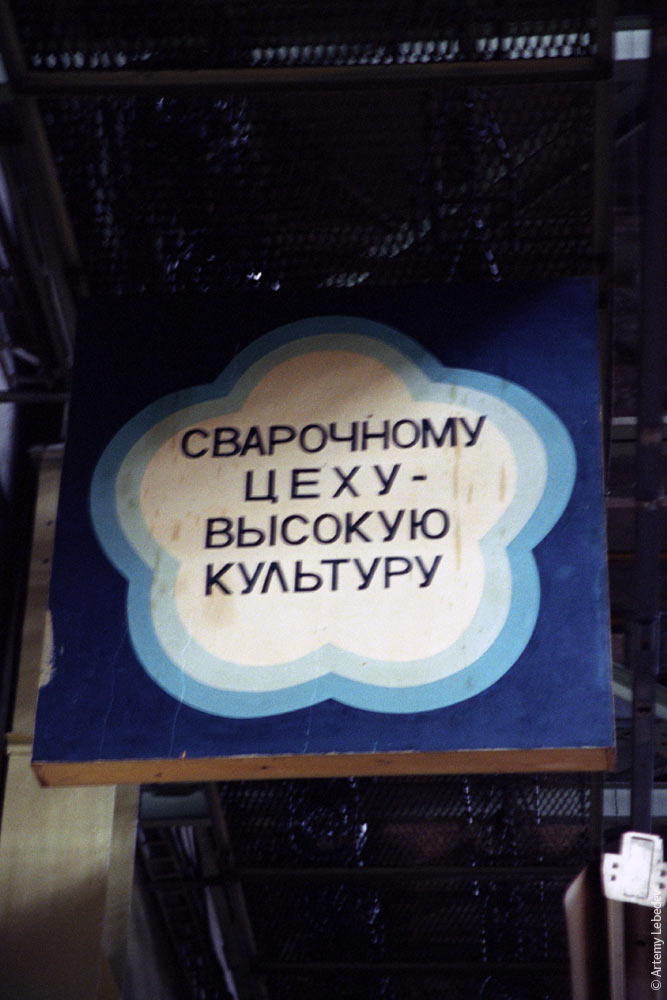 СВАРОЧНОМУ
ЦЕХУ -
ВЫСОКУЮ
КУЛЬТУРУ
© Artemy Lebedev